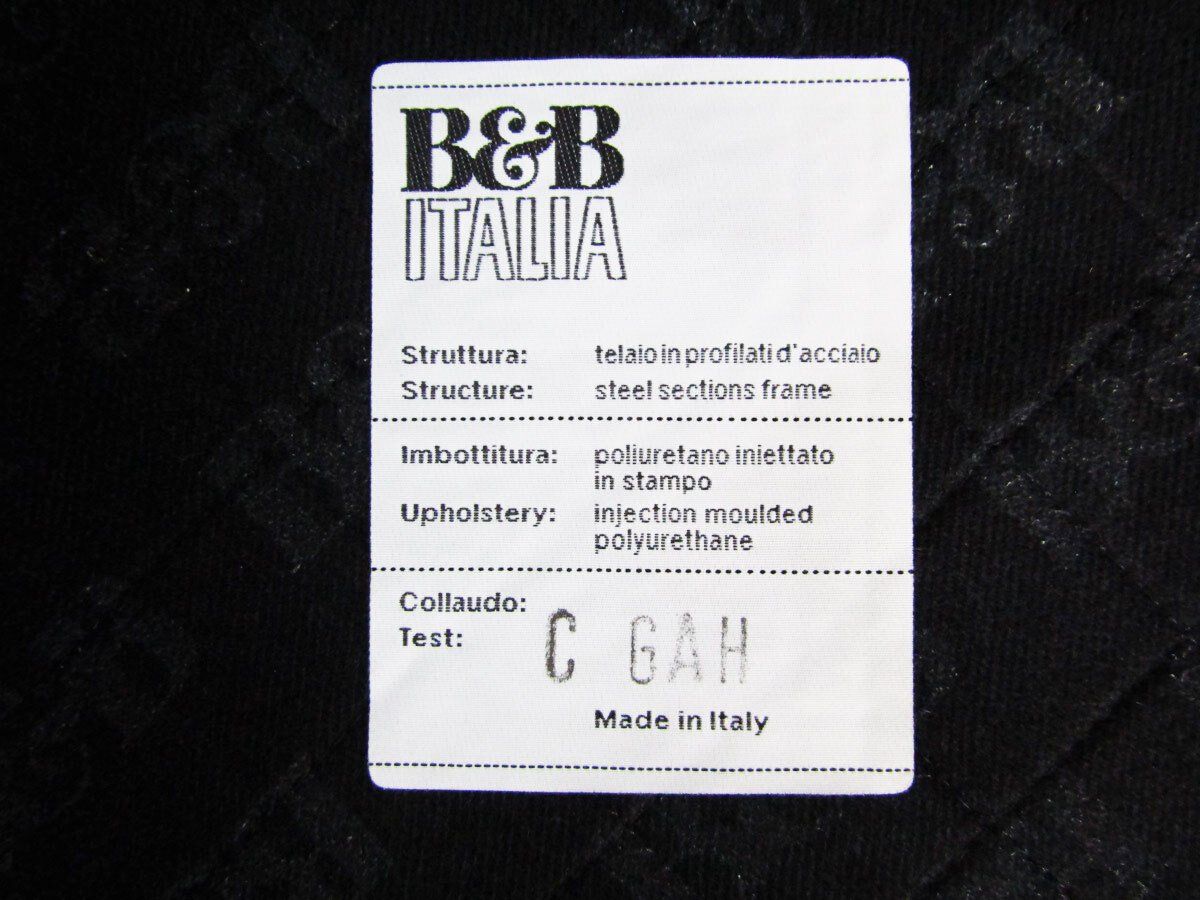 B&B
ITALIA
Struttura: telaio in profilati d'acciaio
Structure: steel sections frame
Imbottitura: poliuretano iniettato
in stampo
Upholstery: injection moulded
polyurethane
Collaudo:
Test: C GAH
Made in Italy